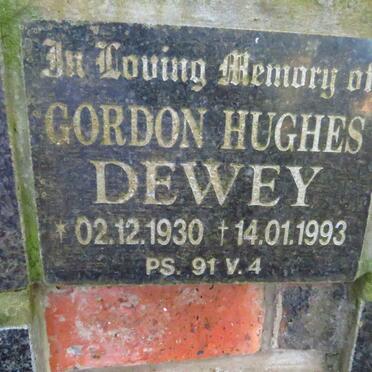 In Loving Memory of
GORDON HUGHES
DEWEY
* 02.12.1930 † 14.01.1993
PS. 91 V. 4